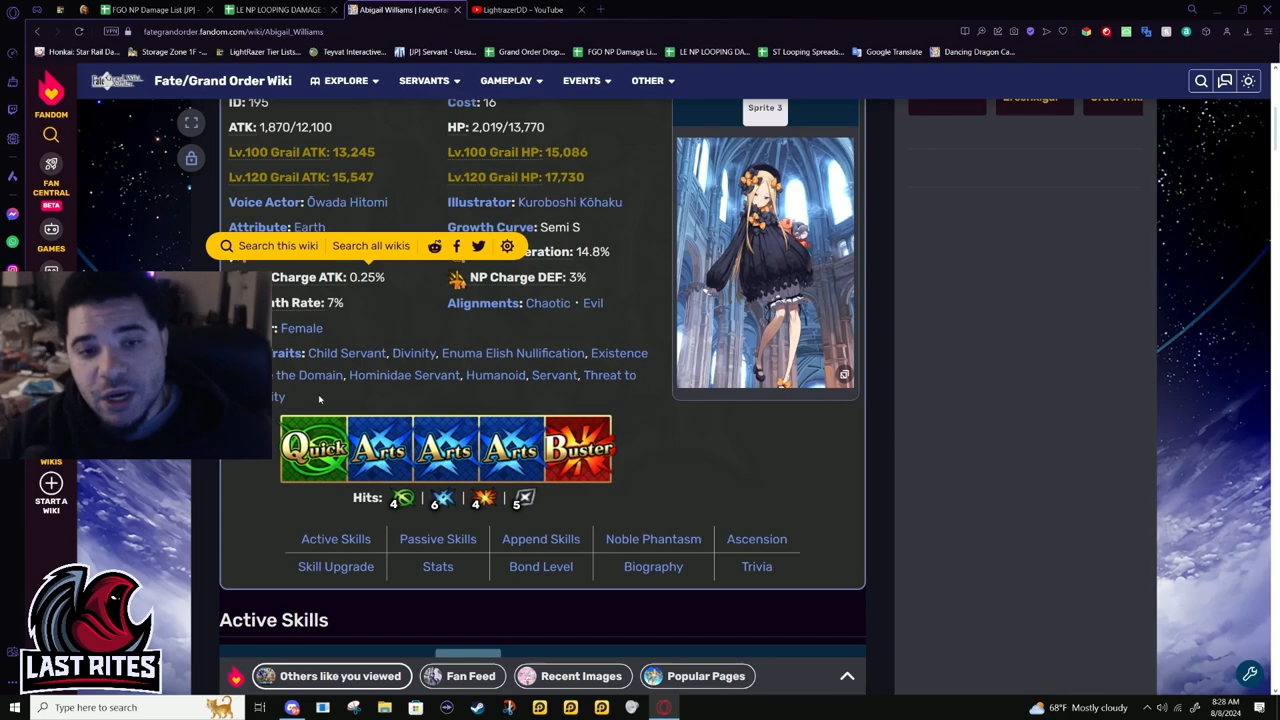 FGO NP Damage List [JP] -
LE NP LOOPING DAMAGE S
Abigail Williams | Fate/Gran
LightrazerDD - YouTube
VPN
fategrandorder.fandom.com/wiki/Abigail_Williams
Honkai: Star Rail Da...
Storage Zone 1F -...
LightRazer Tier Lists...
Teyvat Interactive...
[JP] Servant - Uesu...
Grand Order Drop...
FGO NP Damage Li...
LE NP LOOPING DA...
ST Looping Spreads...
Google Translate
Dancing Dragon Ca...
Fate/Grand Order Wiki
EXPLORE
SERVANTS
GAMEPLAY
EVENTS
OTHER
FANDOM
FAN
CENTRAL
BETA
GAMES
WIKIS
START A
WIKI
ID: 195
Cost: 16
Sprite 3
ATK: 1,870/12,100
HP: 2,019/13,770
Lv.100 Grail ATK: 13,245
Lv.100 Grail HP: 15,086
Lv.120 Grail ATK: 15,547
Lv.120 Grail HP: 17,730
Voice Actor: Ōwada Hitomi
Illustrator: Kuroboshi Kōhaku
Attribute: Earth
Growth Curve: Semi S
Search this wiki
Search all wikis
eration: 14.8%
Charge ATK: 0.25%
NP Charge DEF: 3%
th Rate: 7%
Alignments: Chaotic・Evil
: Female
raits: Child Servant, Divinity, Enuma Elish Nullification, Existence
the Domain, Hominidae Servant, Humanoid, Servant, Threat to
ity
Quick
Arts
Arts
Arts
Buster
Hits: 4 | 6 | 4 | 5
Active Skills
Passive Skills
Append Skills
Noble Phantasm
Ascension
Skill Upgrade
Stats
Bond Level
Biography
Trivia
Active Skills
Others like you viewed
Fan Feed
Recent Images
Popular Pages
LAST RITES
Type here to search
68°F Mostly cloudy
8:28 AM
8/8/2024